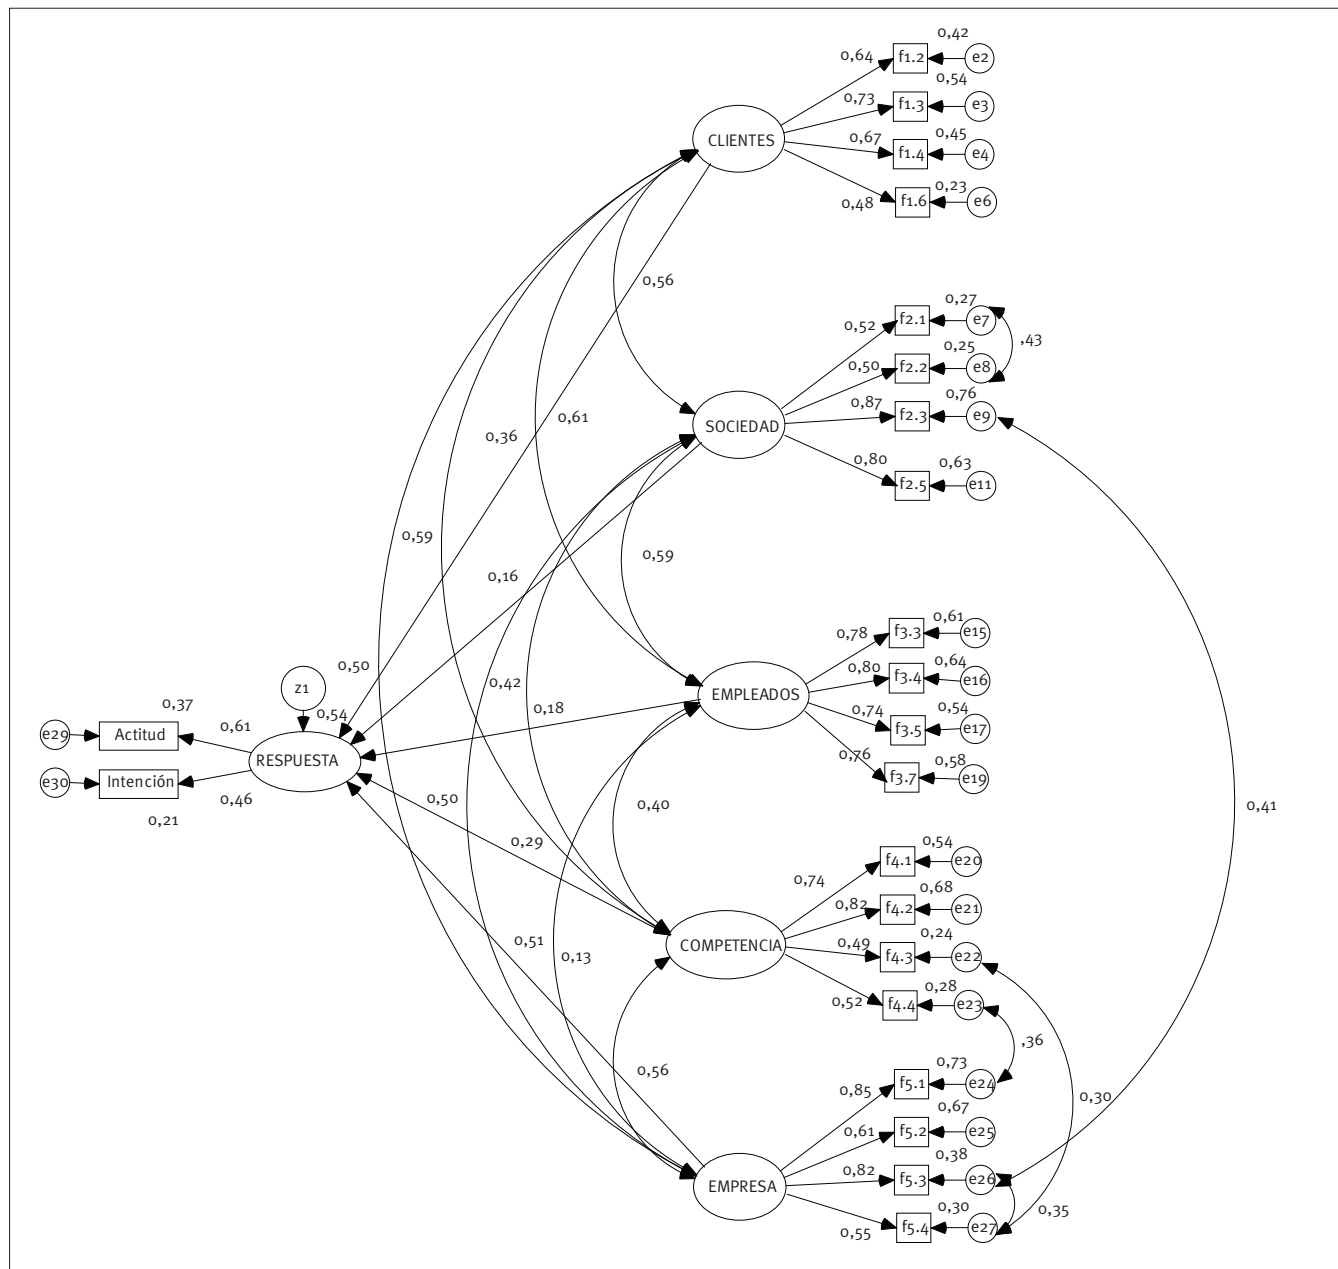 0,42
0,64 f1.2 e2
0,54
0,73 f1.3 e3
CLIENTES 0,67 0,45
f1.4 e4
0,23
0,48 f1.6 e6
0,56
0,27
0,52 f2.1 e7
,43
0,50 0,25
f2.2 e8
0,76
0,87 f2.3 e9
0,36 0,61 SOCIEDAD
0,80 0,63
f2.5 e11
0,59
0,16 0,59
0,61
0,78 f3.3 e15
0,50 0,80 0,64
z1 f3.4 e16
0,42 EMPLEADOS
0,37 0,54 0,18 0,74 0,54
0,61 f3.5 e17
e29 Actitud
RESPUESTA 0,76 0,58
e30 Intención f3.7 e19
0,46 0,50 0,40 0,41
0,21
0,29 0,54
f4.1 e20
0,74 0,68
0,82 f4.2 e21
0,51 COMPETENCIA 0,49 0,24
0,13 f4.3 e22
0,28
0,52 f4.4 e23
,36
0,56 0,73
0,85 f5.1 e24
0,67 0,30
0,61 f5.2 e25
0,38
0,82 f5.3 e26
EMPRESA
0,30 0,35
0,55 f5.4 e27